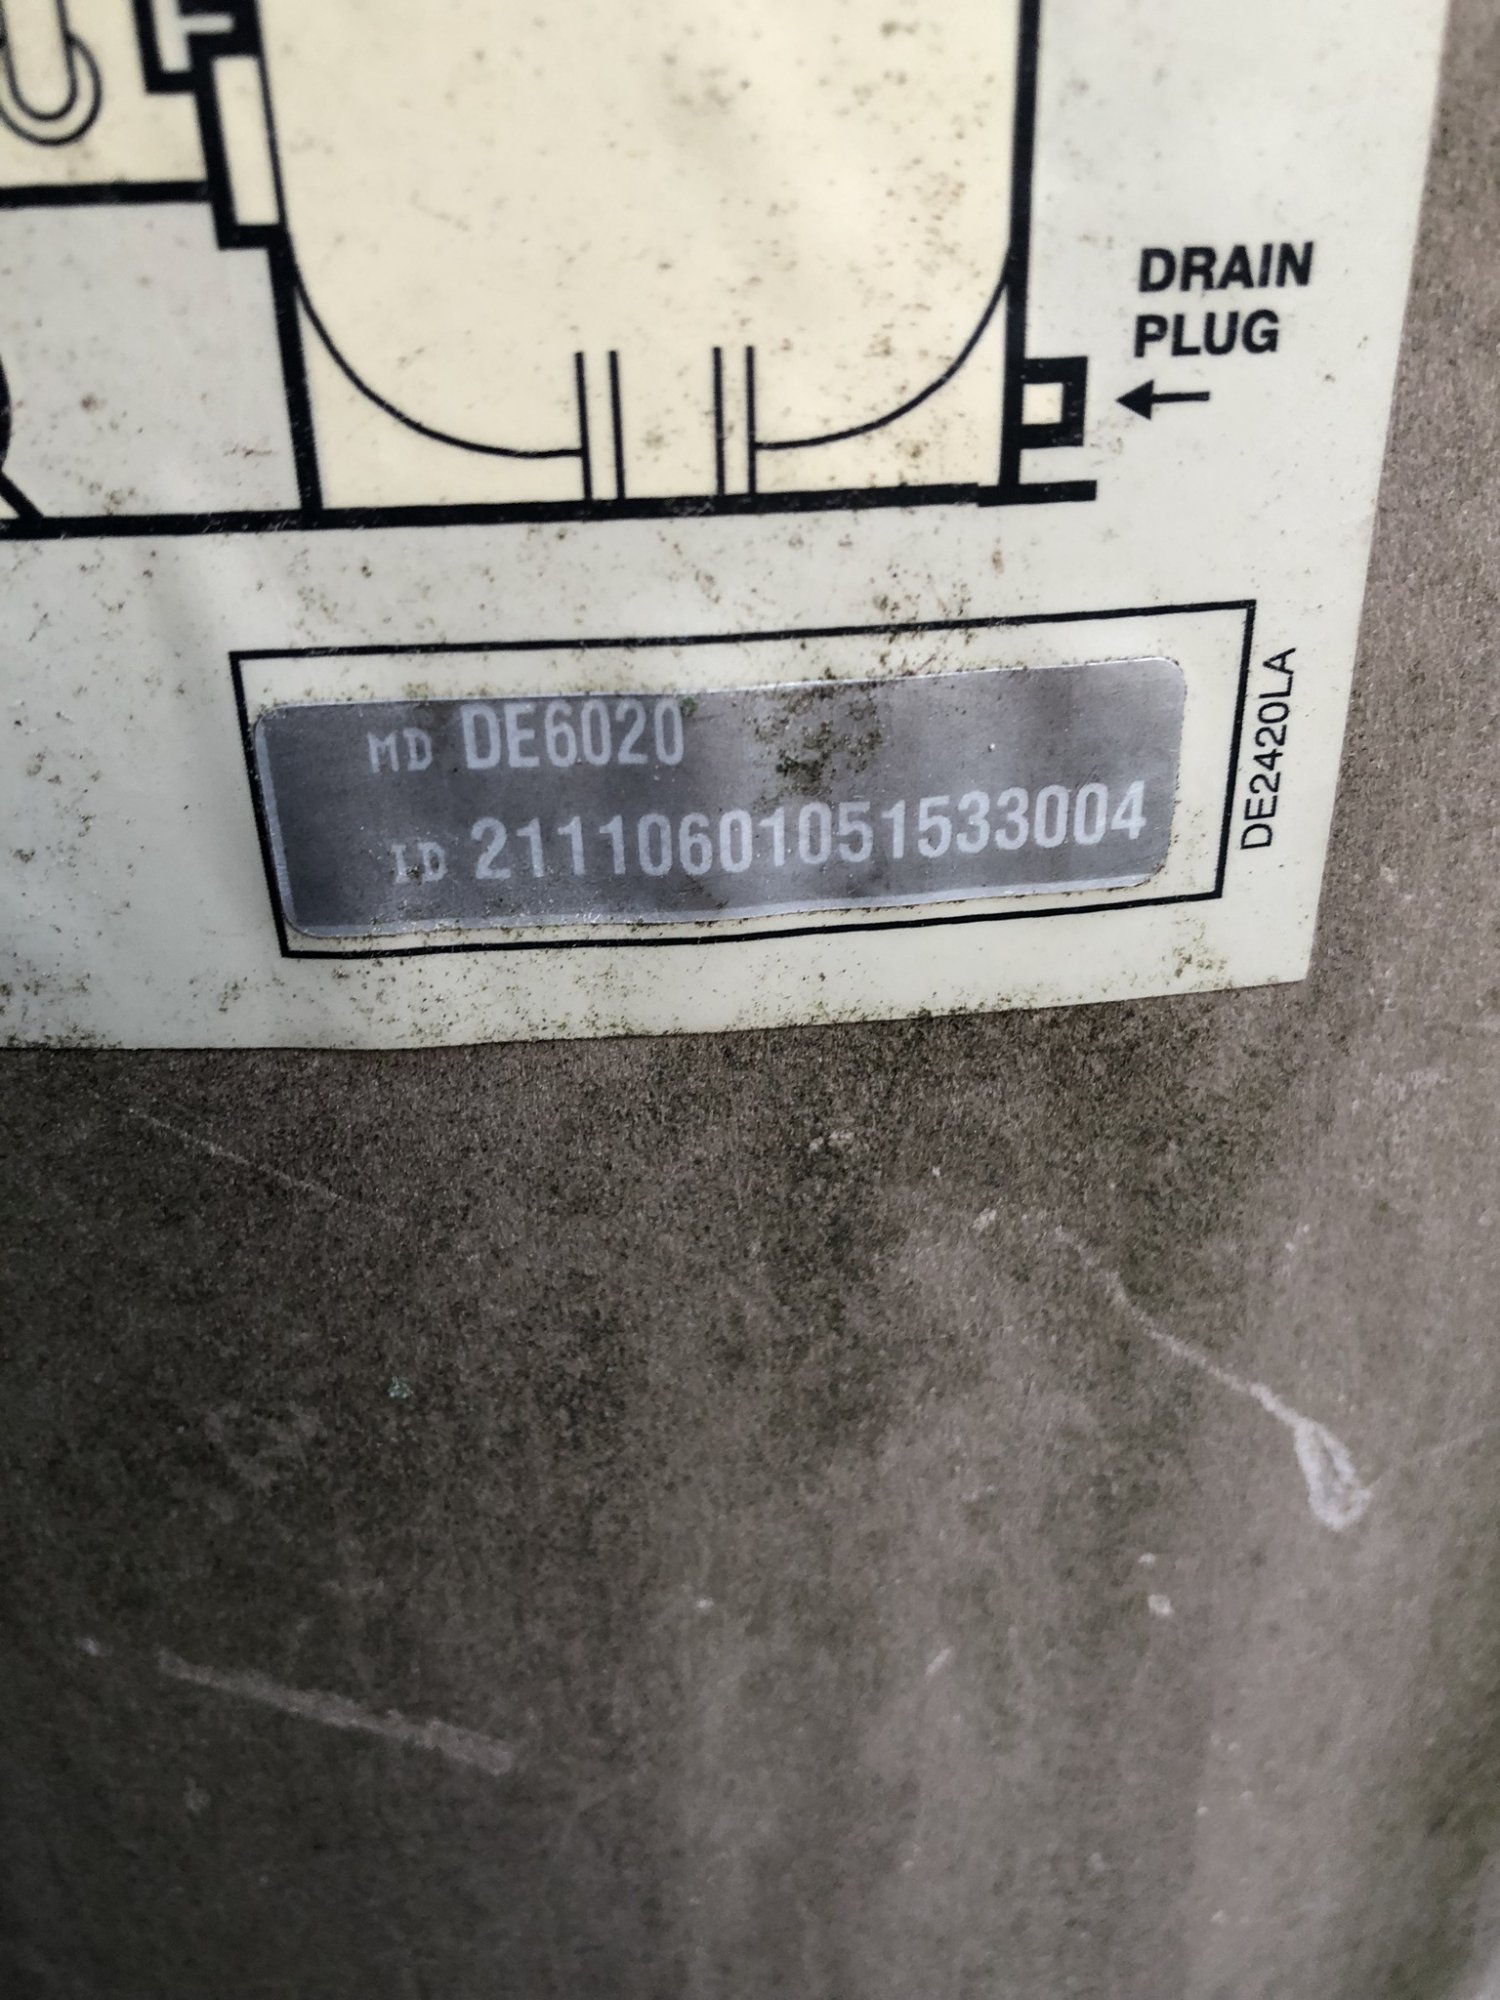 DRAIN
PLUG
MD DE6020
ID 21110601051533004
DE2420LA